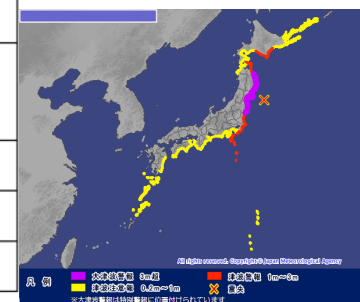 All rights reserved. Copyright © Japan Meteorological Agency
凡 例
大津波警報 3m超
津波警報 1m~3m
津波注意報 0.2m~1m
震央
※大津波警報は特別警報に位置付けられています